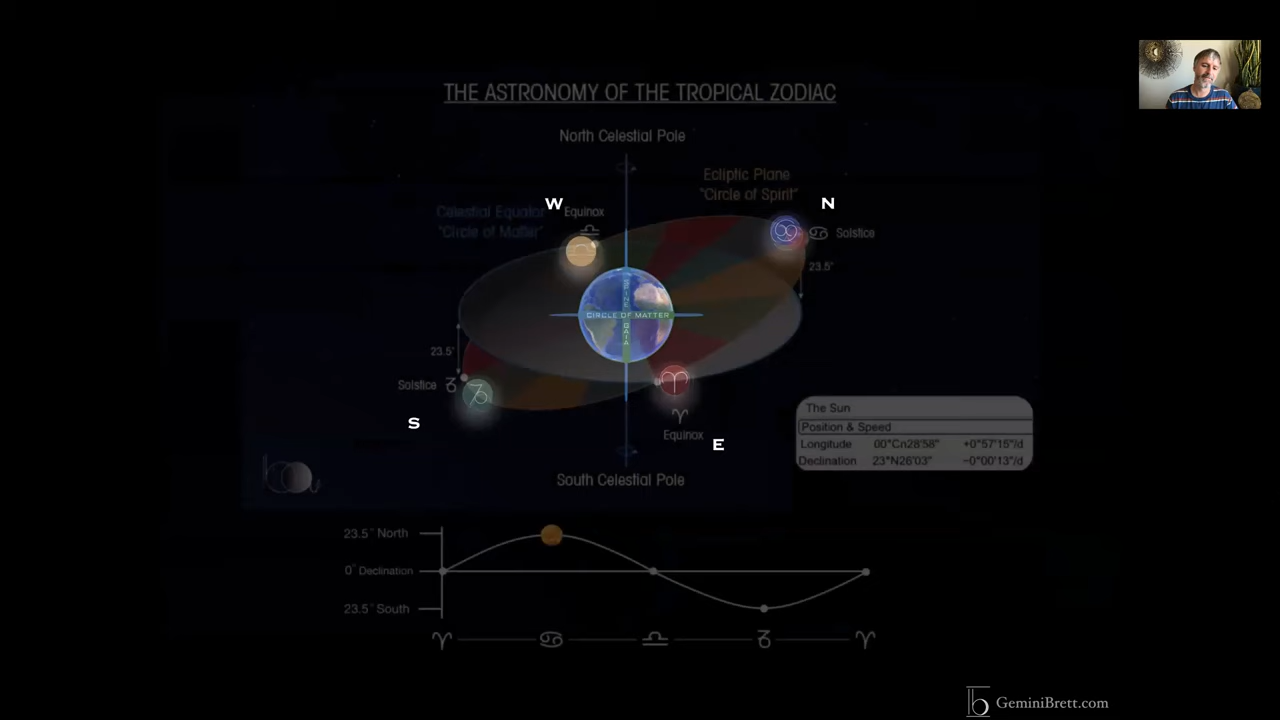 THE ASTRONOMY OF THE TROPICAL ZODIAC
North Celestial Pole
Ecliptic Plane
"Circle of Spirit"
W
N
Celestial Equator
"Circle of Matter"
Equinox
♎
♋
♋ Solstice
23.5°
SPINE GAIA
CIRCLE OF MATTER
23.5°
Solstice ♑
♑
♈
♈
Equinox
S
E
South Celestial Pole
The Sun
Position & Speed
Longitude 00°Cn28'58" +0°57'15"/d
Declination 23°N26'03" −0°00'13"/d
23.5° North
0° Declination
23.5° South
♈ ♋ ♎ ♑ ♈
GeminiBrett.com